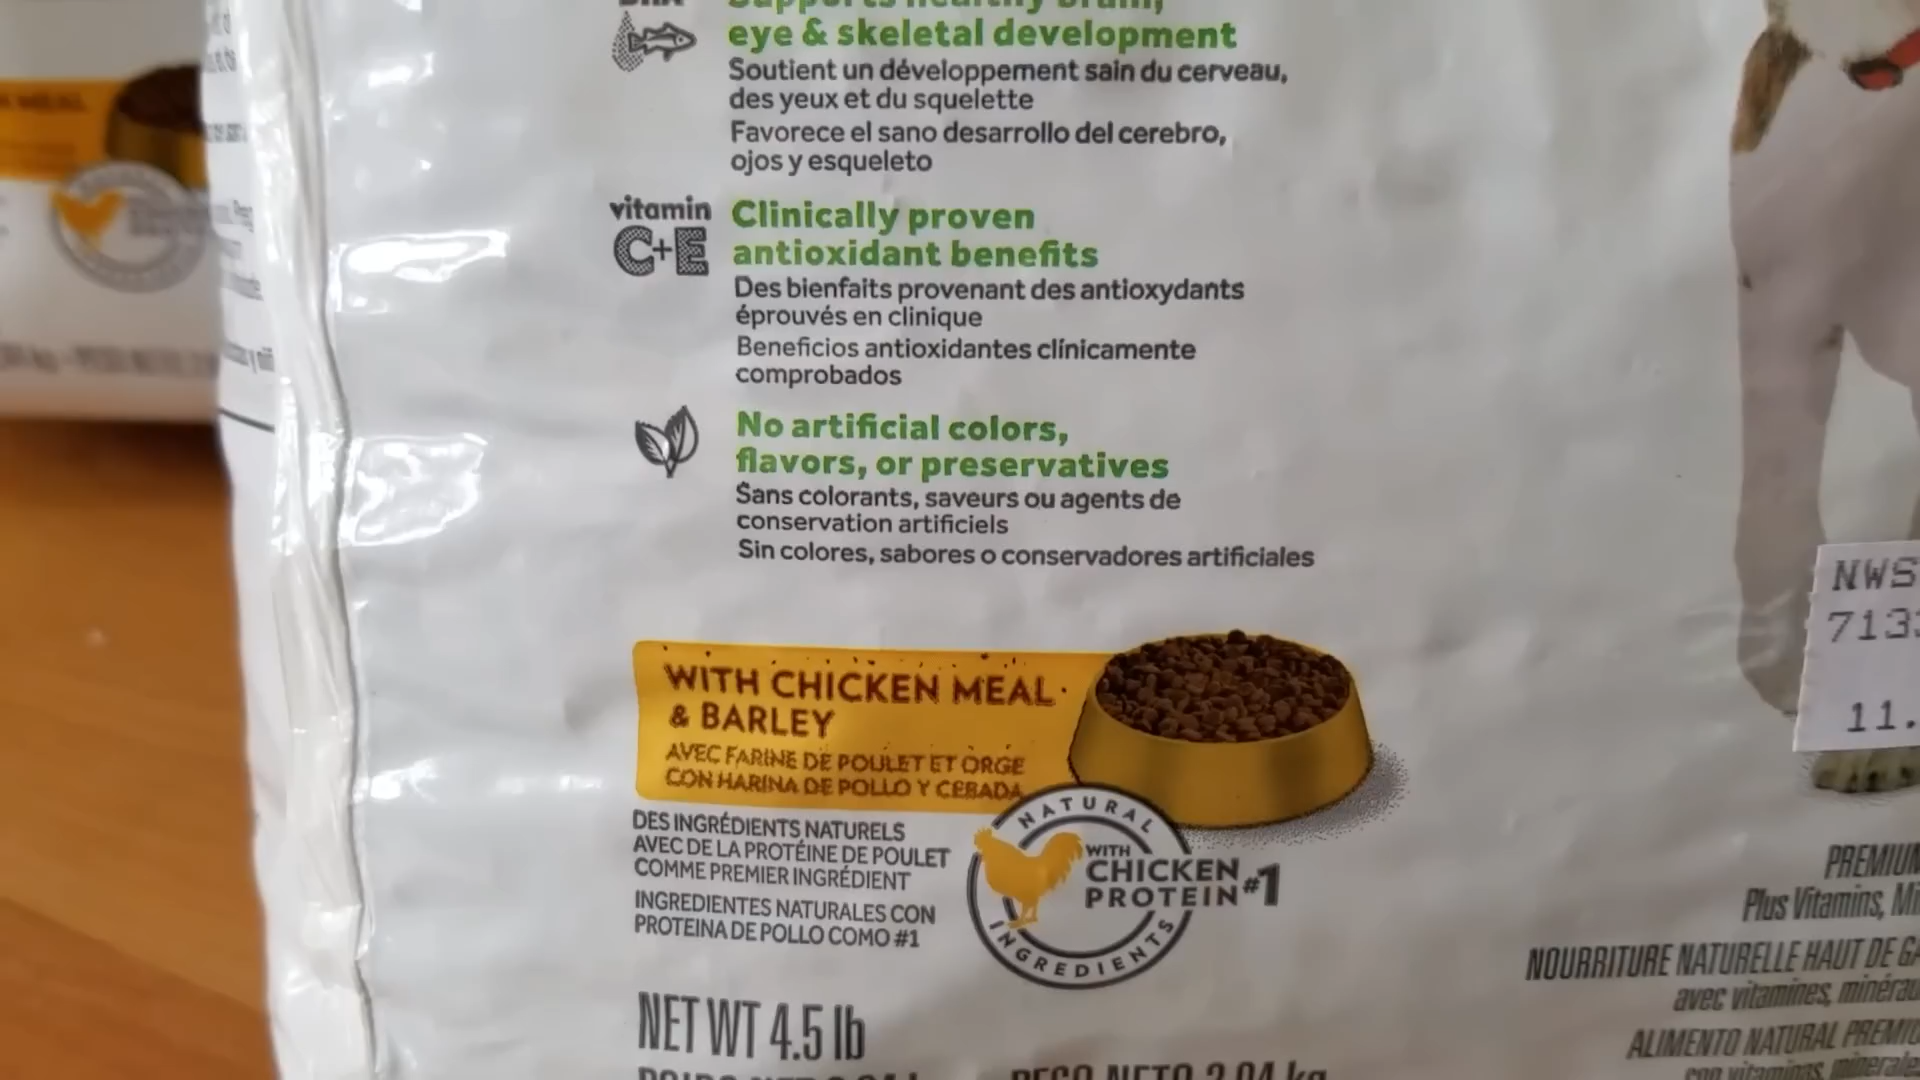 eye & skeletal development
Soutient un développement sain du cerveau,
des yeux et du squelette
Favorece el sano desarrollo del cerebro,
ojos y esqueleto
vitamin
C+E
Clinically proven
antioxidant benefits
Des bienfaits provenant des antioxydants
éprouvés en clinique
Beneficios antioxidantes clínicamente
comprobados
No artificial colors,
flavors, or preservatives
Sans colorants, saveurs ou agents de
conservation artificiels
Sin colores, sabores o conservadores artificiales
WITH CHICKEN MEAL
& BARLEY
AVEC FARINE DE POULET ET ORGE
CON HARINA DE POLLO Y CEBADA
DES INGRÉDIENTS NATURELS
AVEC DE LA PROTÉINE DE POULET
COMME PREMIER INGRÉDIENT
INGREDIENTES NATURALES CON
PROTEINA DE POLLO COMO #1
NATURAL
WITH
CHICKEN
PROTEIN #1
INGREDIENTS
NET WT 4.5 lb
PESO NETO 2.04 kg
NWS
713
11.
PREMIUM
Plus Vitamins,
NOURRITURE NATURELLE HAUT DE
avec vitamines,
ALIMENTO NATURAL
con vitaminas,